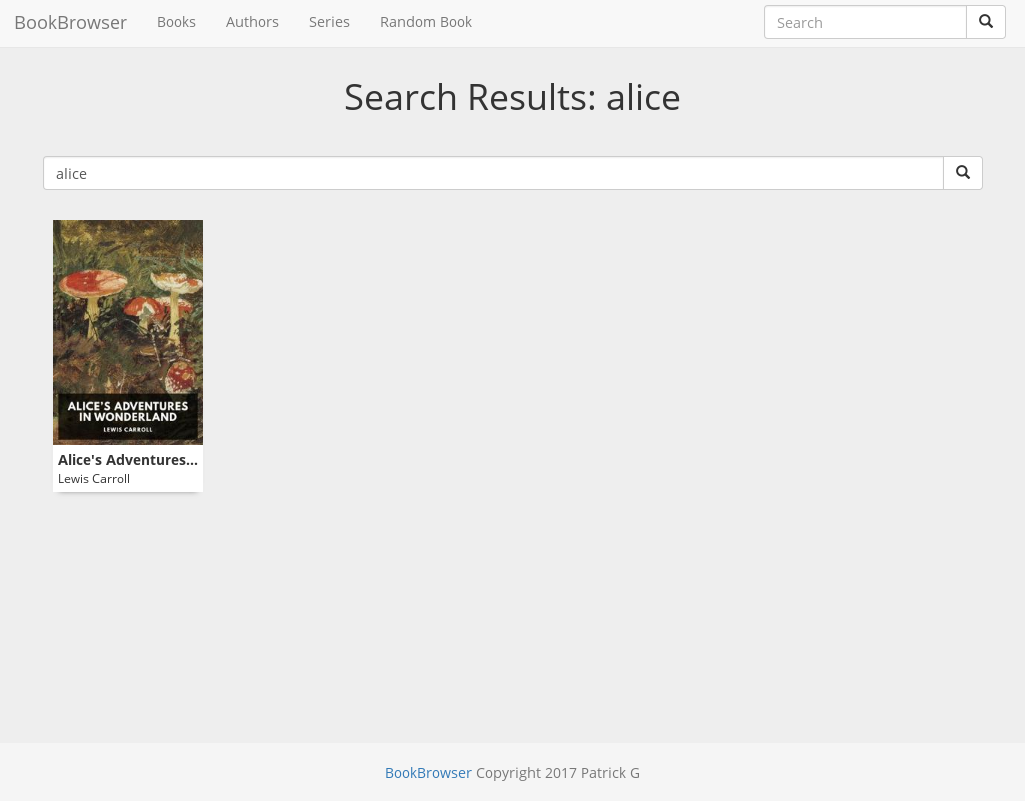 BookBrowser Books Authors Series Random Book Search
Search Results: alice
alice
ALICE'S ADVENTURES
IN WONDERLAND
LEWIS CARROLL
Alice's Adventures...
Lewis Carroll
BookBrowser Copyright 2017 Patrick G